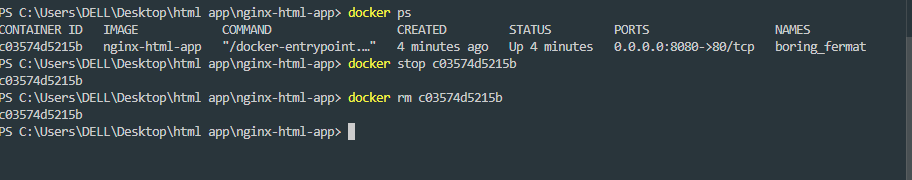 PS C:\Users\DELL\Desktop\html app\nginx-html-app> docker ps
CONTAINER ID   IMAGE            COMMAND                  CREATED         STATUS         PORTS                  NAMES
c03574d5215b   nginx-html-app   "/docker-entrypoint.…"   4 minutes ago   Up 4 minutes   0.0.0.0:8080->80/tcp   boring_fermat
PS C:\Users\DELL\Desktop\html app\nginx-html-app> docker stop c03574d5215b
c03574d5215b
PS C:\Users\DELL\Desktop\html app\nginx-html-app> docker rm c03574d5215b
c03574d5215b
PS C:\Users\DELL\Desktop\html app\nginx-html-app>